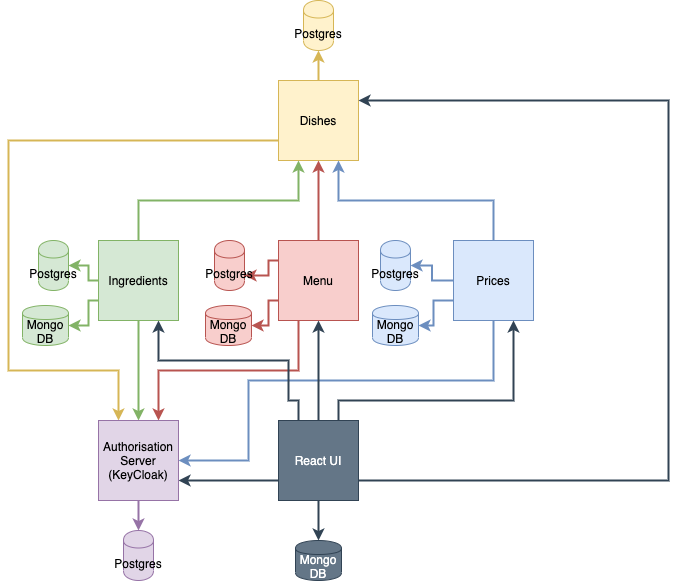 Postgres
Dishes
Postgres
Ingredients
Postgres
Menu
Postgres
Prices
Mongo
DB
Mongo
DB
Mongo
DB
Authorisation
Server
(KeyCloak)
React UI
Postgres
Mongo
DB